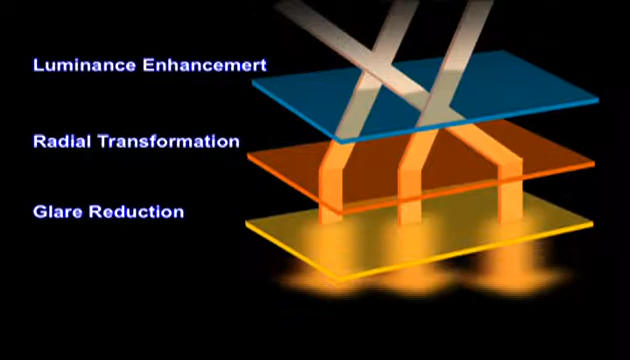 Luminance Enhancemert
Radial Transformation
Glare Reduction